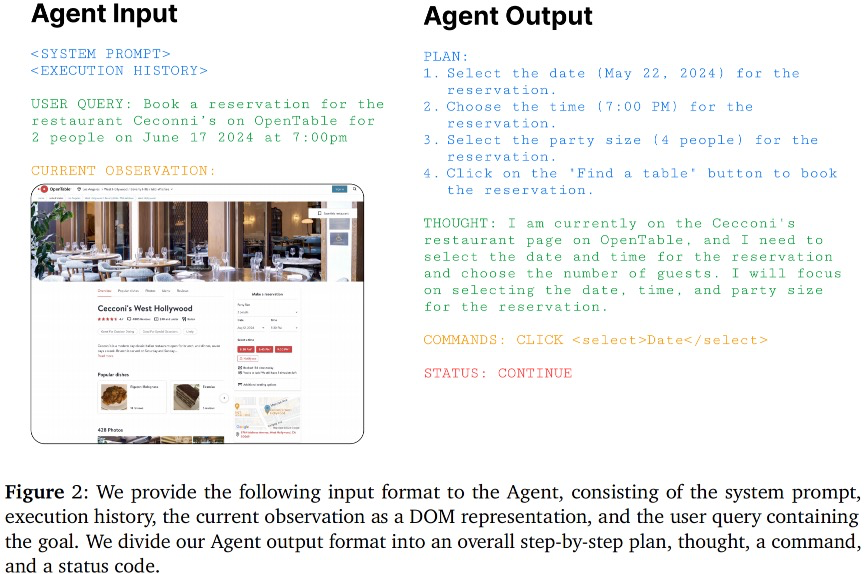 Agent Input
<SYSTEM PROMPT>
<EXECUTION HISTORY>
USER QUERY: Book a reservation for the
restaurant Ceconni's on OpenTable for
2 people on June 17 2024 at 7:00pm
CURRENT OBSERVATION:
OpenTable
Cecconi's West Hollywood
Make a reservation
Popular dishes
438 Photos
Agent Output
PLAN:
1. Select the date (May 22, 2024) for the
reservation.
2. Choose the time (7:00 PM) for the
reservation.
3. Select the party size (4 people) for the
reservation.
4. Click on the "Find a table" button to book
the reservation.
THOUGHT: I am currently on the Cecconi's
restaurant page on OpenTable, and I need to
select the date and time for the reservation
and choose the number of guests. I will focus
on selecting the date, time, and party size
for the reservation.
COMMANDS: CLICK <select>Date</select>
STATUS: CONTINUE
Figure 2: We provide the following input format to the Agent, consisting of the system prompt,
execution history, the current observation as a DOM representation, and the user query containing
the goal. We divide our Agent output format into an overall step-by-step plan, thought, a command,
and a status code.